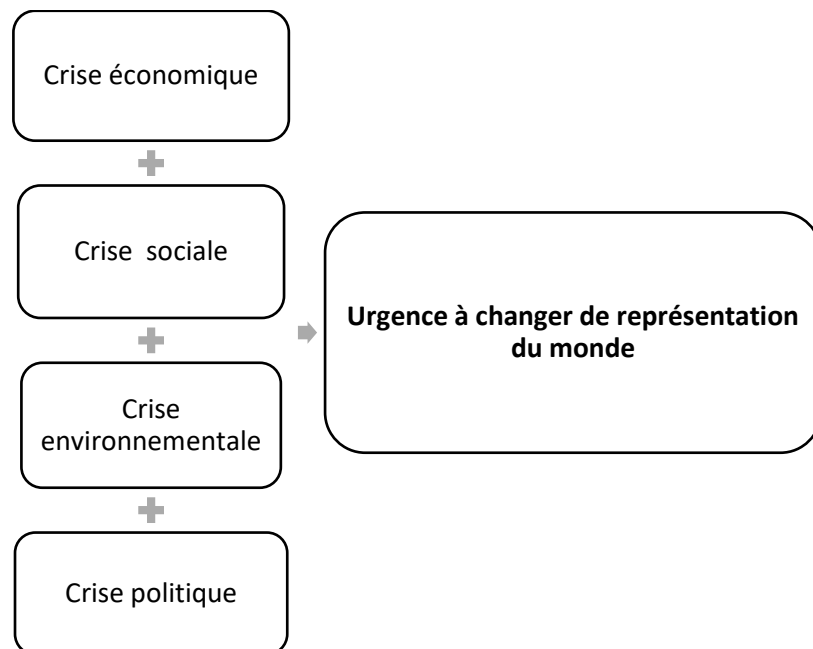 Crise économique
Crise sociale
Crise
environnementale
Crise politique
Urgence à changer de représentation
du monde